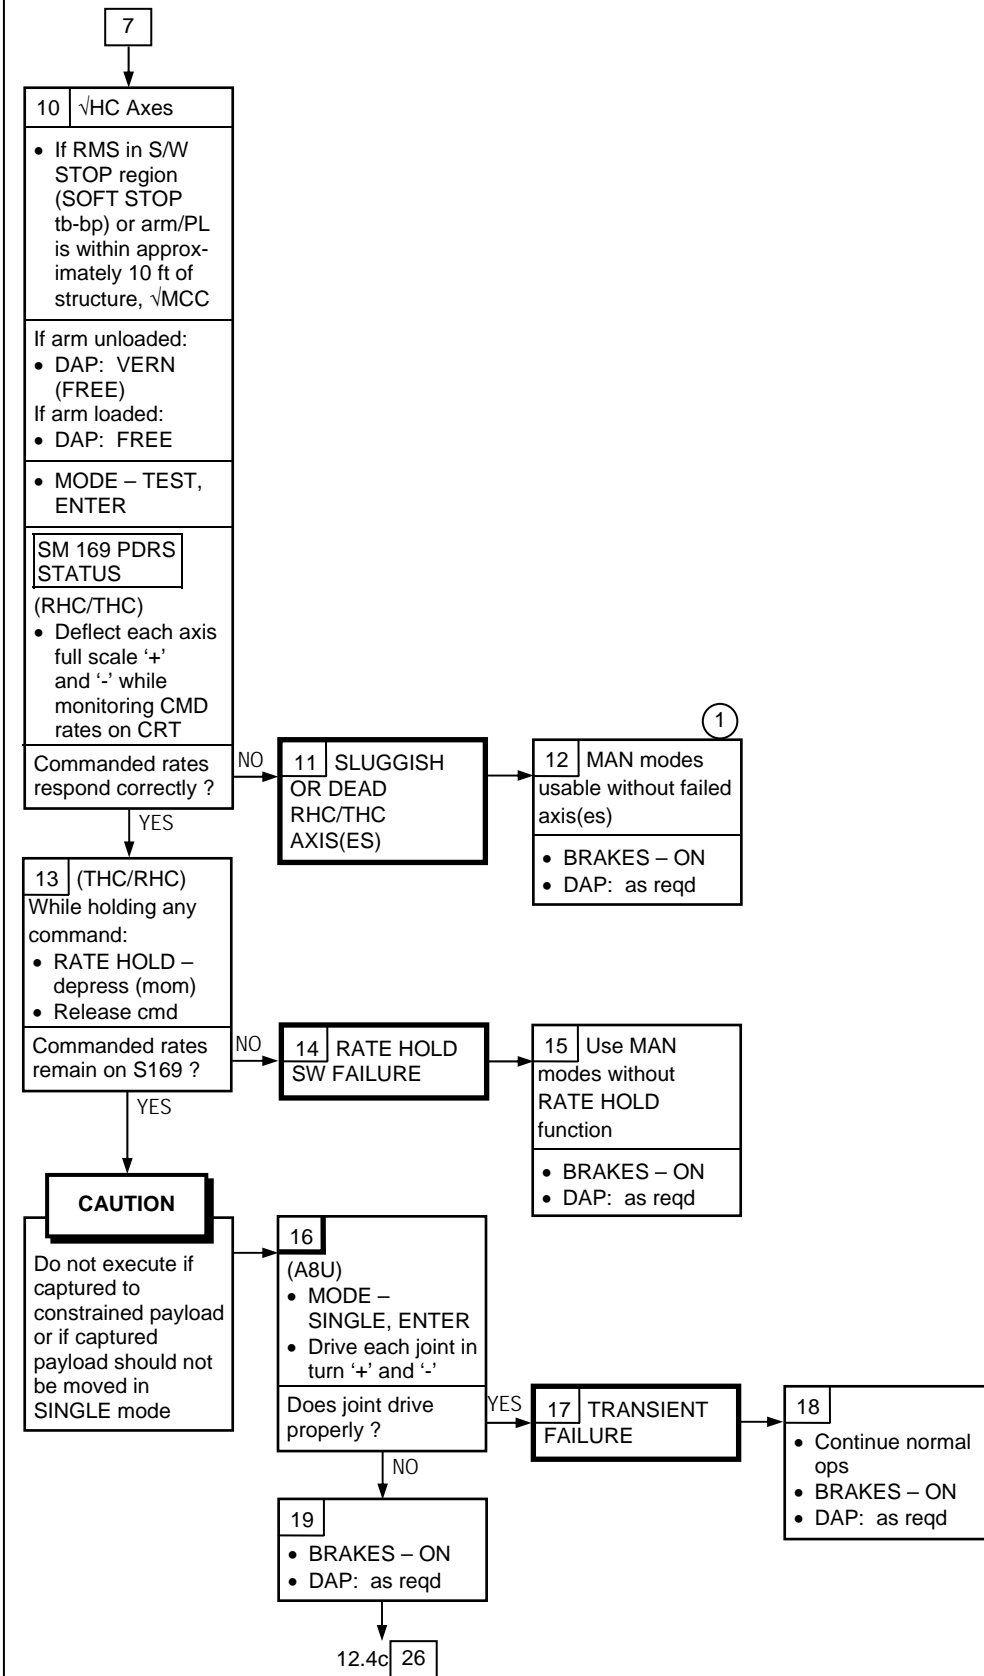 7
10 √HC Axes
• If RMS in S/W
STOP region
(SOFT STOP
tb-bp) or arm/PL
is within approx-
imately 10 ft of
structure, √MCC
If arm unloaded:
• DAP: VERN
(FREE)
If arm loaded:
• DAP: FREE
• MODE – TEST,
ENTER
SM 169 PDRS
STATUS
(RHC/THC)
• Deflect each axis
full scale ‘+’
and ‘-’ while
monitoring CMD
rates on CRT
Commanded rates
respond correctly ?
NO
11 SLUGGISH
OR DEAD
RHC/THC
AXIS(ES)
1
12 MAN modes
usable without failed
axis(es)
• BRAKES – ON
• DAP: as reqd
YES
13 (THC/RHC)
While holding any
command:
• RATE HOLD –
depress (mom)
• Release cmd
Commanded rates
remain on S169 ?
NO
14 RATE HOLD
SW FAILURE
15 Use MAN
modes without
RATE HOLD
function
• BRAKES – ON
• DAP: as reqd
YES
CAUTION
Do not execute if
captured to
constrained payload
or if captured
payload should not
be moved in
SINGLE mode
16
(A8U)
• MODE –
SINGLE, ENTER
• Drive each joint in
turn ‘+’ and ‘-’
Does joint drive
properly ?
YES
17 TRANSIENT
FAILURE
18
• Continue normal
ops
• BRAKES – ON
• DAP: as reqd
NO
19
• BRAKES – ON
• DAP: as reqd
12.4c 26